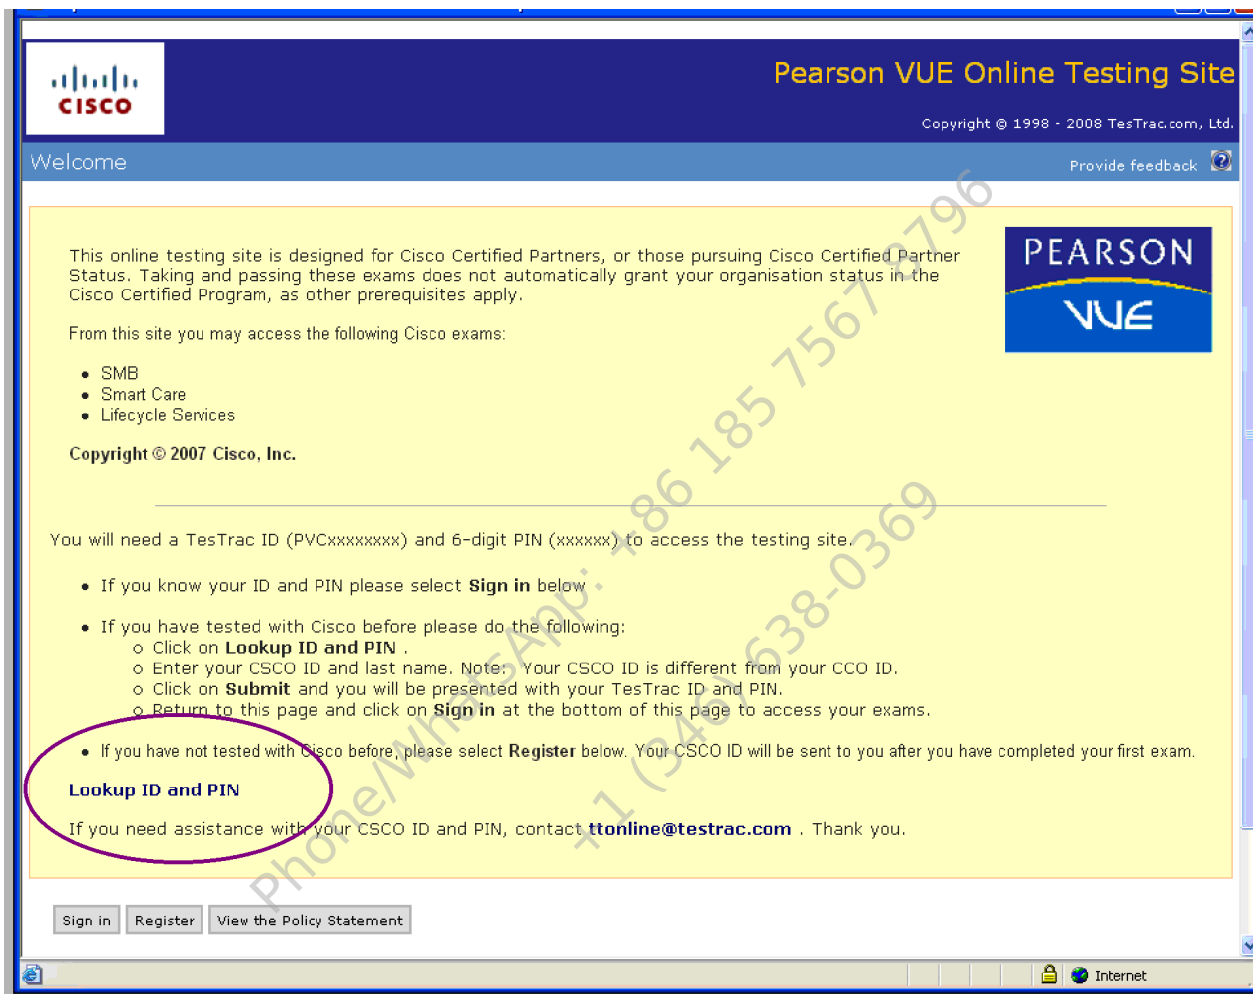 CISCO
Pearson VUE Online Testing Site
Copyright © 1998 - 2008 TesTrac.com, Ltd.
Welcome
Provide feedback
This online testing site is designed for Cisco Certified Partners, or those pursuing Cisco Certified Partner
Status. Taking and passing these exams does not automatically grant your organisation status in the
Cisco Certified Program, as other prerequisites apply.
PEARSON
VUE
From this site you may access the following Cisco exams:
SMB
Smart Care
Lifecycle Services
Copyright © 2007 Cisco, Inc.
You will need a TesTrac ID (PVCxxxxxxxx) and 6-digit PIN (xxxxxx) to access the testing site.
If you know your ID and PIN please select Sign in below
If you have tested with Cisco before please do the following:
Click on Lookup ID and PIN .
Enter your CSCO ID and last name. Note: Your CSCO ID is different from your CCO ID.
Click on Submit and you will be presented with your TesTrac ID and PIN.
Return to this page and click on Sign in at the bottom of this page to access your exams.
If you have not tested with Cisco before, please select Register below. Your CSCO ID will be sent to you after you have completed your first exam.
Lookup ID and PIN
If you need assistance with your CSCO ID and PIN, contact ttonline@testrac.com . Thank you.
Sign in
Register
View the Policy Statement
Internet
Phone/WhatsApp: +86 185 7567 8796
+1 (346) 638-0369